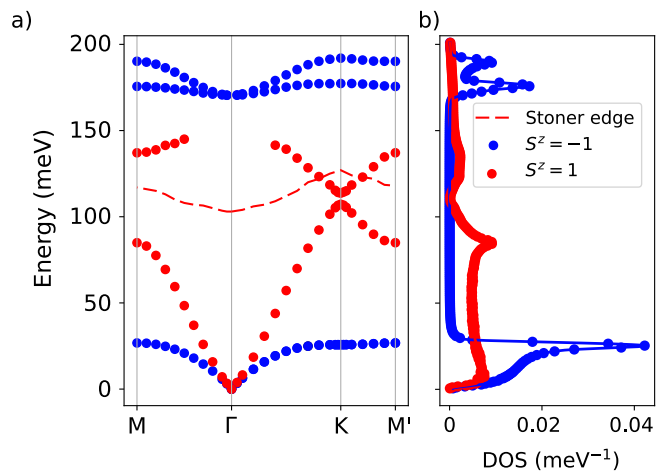 a)
b)
Energy (meV)
200
150
100
50
0
M
Γ
K
M'
Stoner edge
S^z = −1
S^z = 1
0
0.02
0.04
DOS (meV⁻¹)